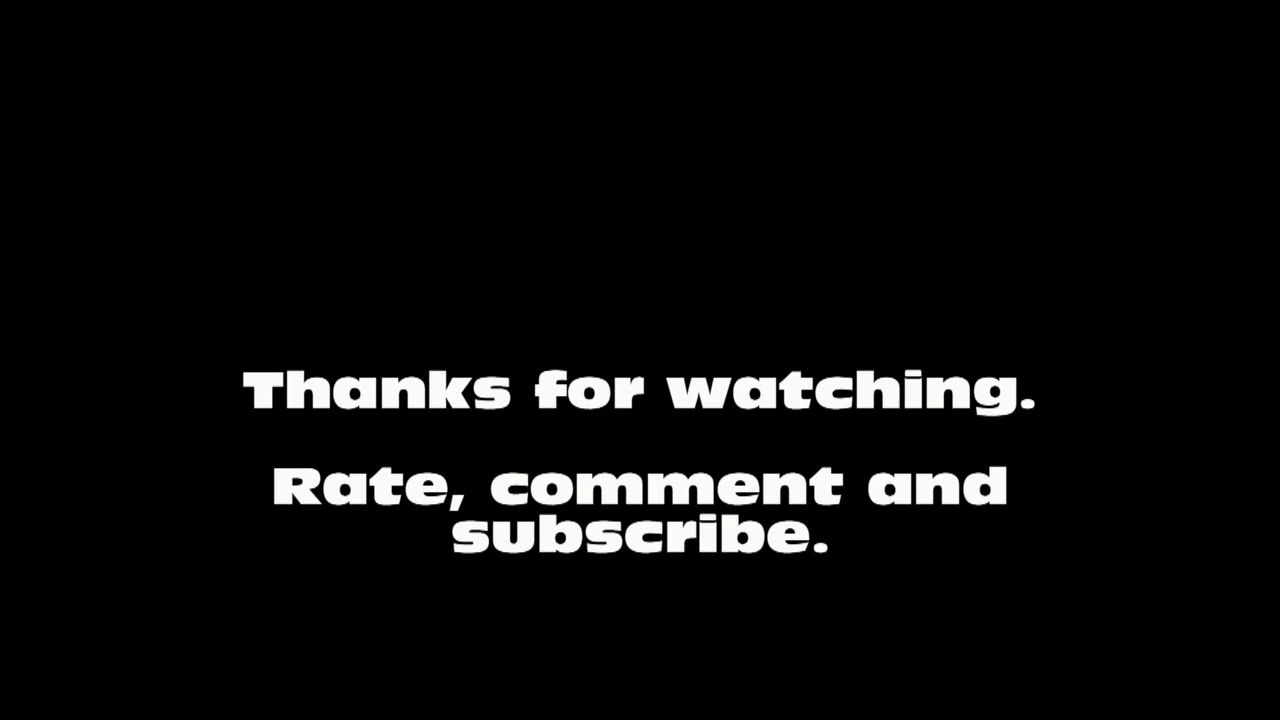 Thanks for watching.
Rate, comment and
subscribe.